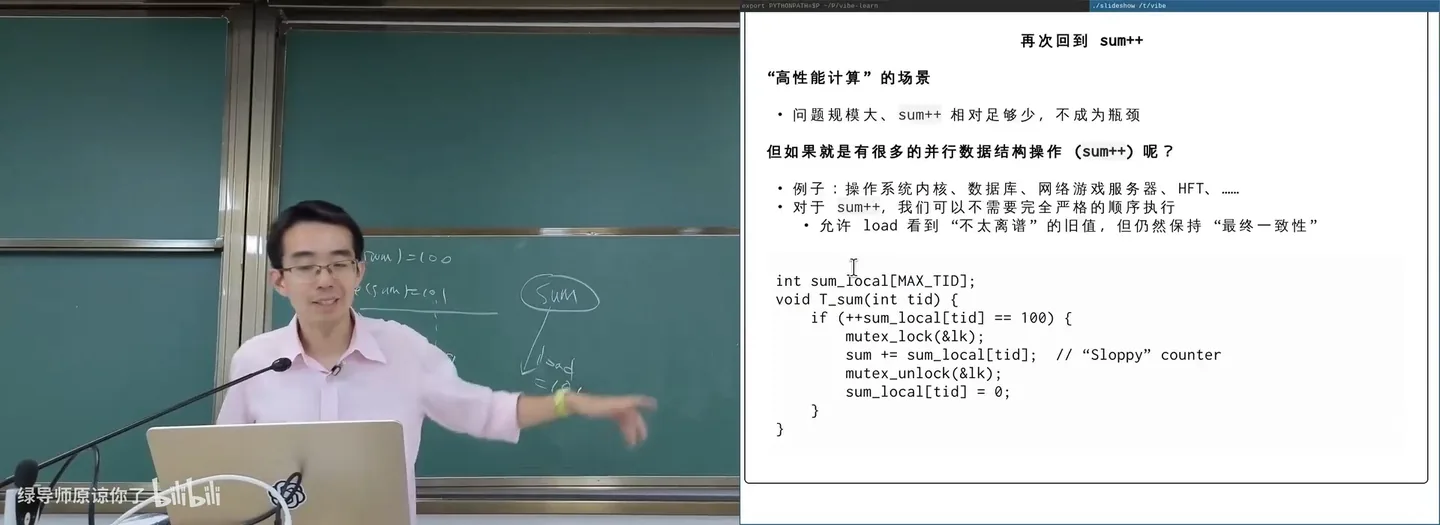 export PYTHONPATH=$P ~/P/vibe-learn
./slideshow /t/vibe
再次回到 sum++
“高性能计算”的场景
• 问题规模大、sum++ 相对足够少，不成为瓶颈
但如果就是有很多的并行数据结构操作 (sum++) 呢？
• 例子：操作系统内核、数据库、网络游戏服务器、HFT、……
• 对于 sum++，我们可以不需要完全严格的顺序执行
• 允许 load 看到 “不太离谱” 的旧值，但仍然保持 “最终一致性”
int sum_local[MAX_TID];
void T_sum(int tid) {
    if (++sum_local[tid] == 100) {
        mutex_lock(&lk);
        sum += sum_local[tid];  // “Sloppy” counter
        mutex_unlock(&lk);
        sum_local[tid] = 0;
    }
}
sum)=100
(sum)=101
sum
load
绿导师原谅你了 bilibili